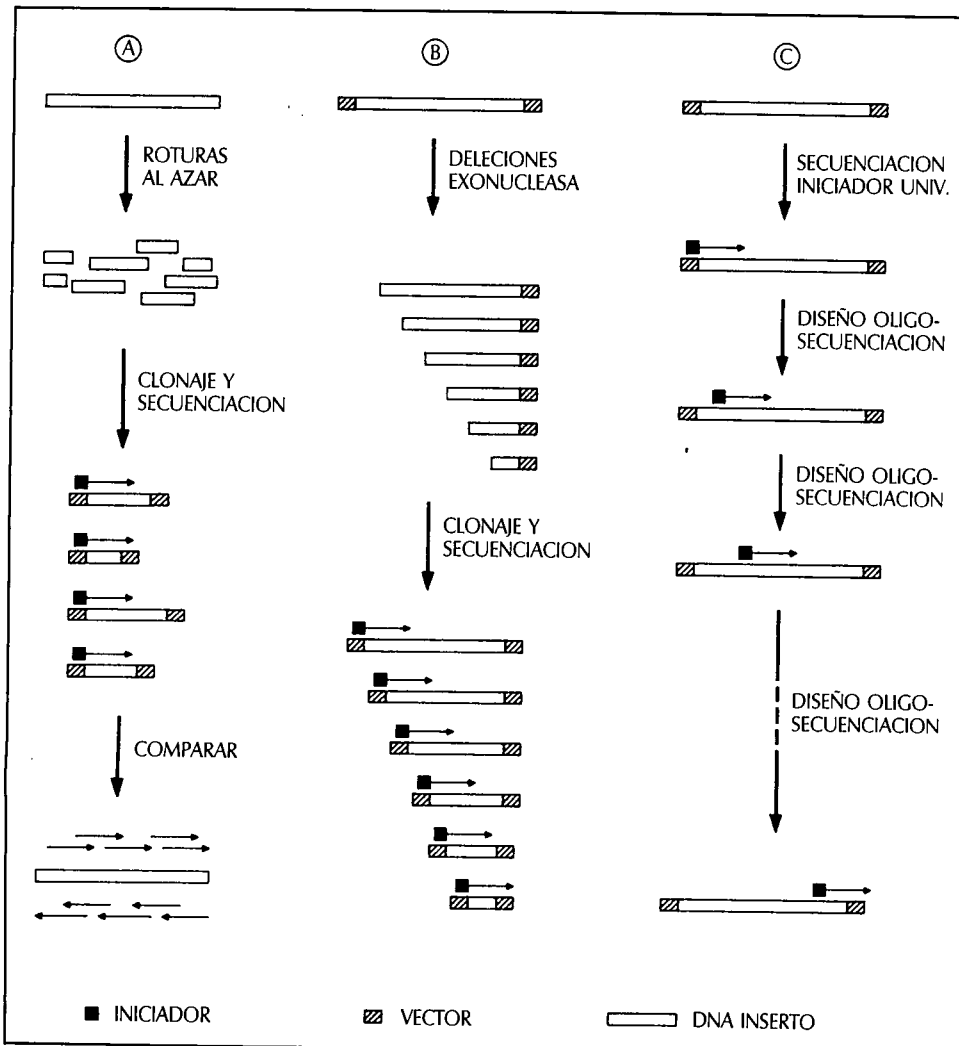 A
B
C
ROTURAS
AL AZAR
CLONAJE Y
SECUENCIACION
COMPARAR
DELECIONES
EXONUCLEASA
CLONAJE Y
SECUENCIACION
SECUENCIACION
INICIADOR UNIV.
DISEÑO OLIGO-
SECUENCIACION
DISEÑO OLIGO-
SECUENCIACION
DISEÑO OLIGO-
SECUENCIACION
INICIADOR
VECTOR
DNA INSERTO